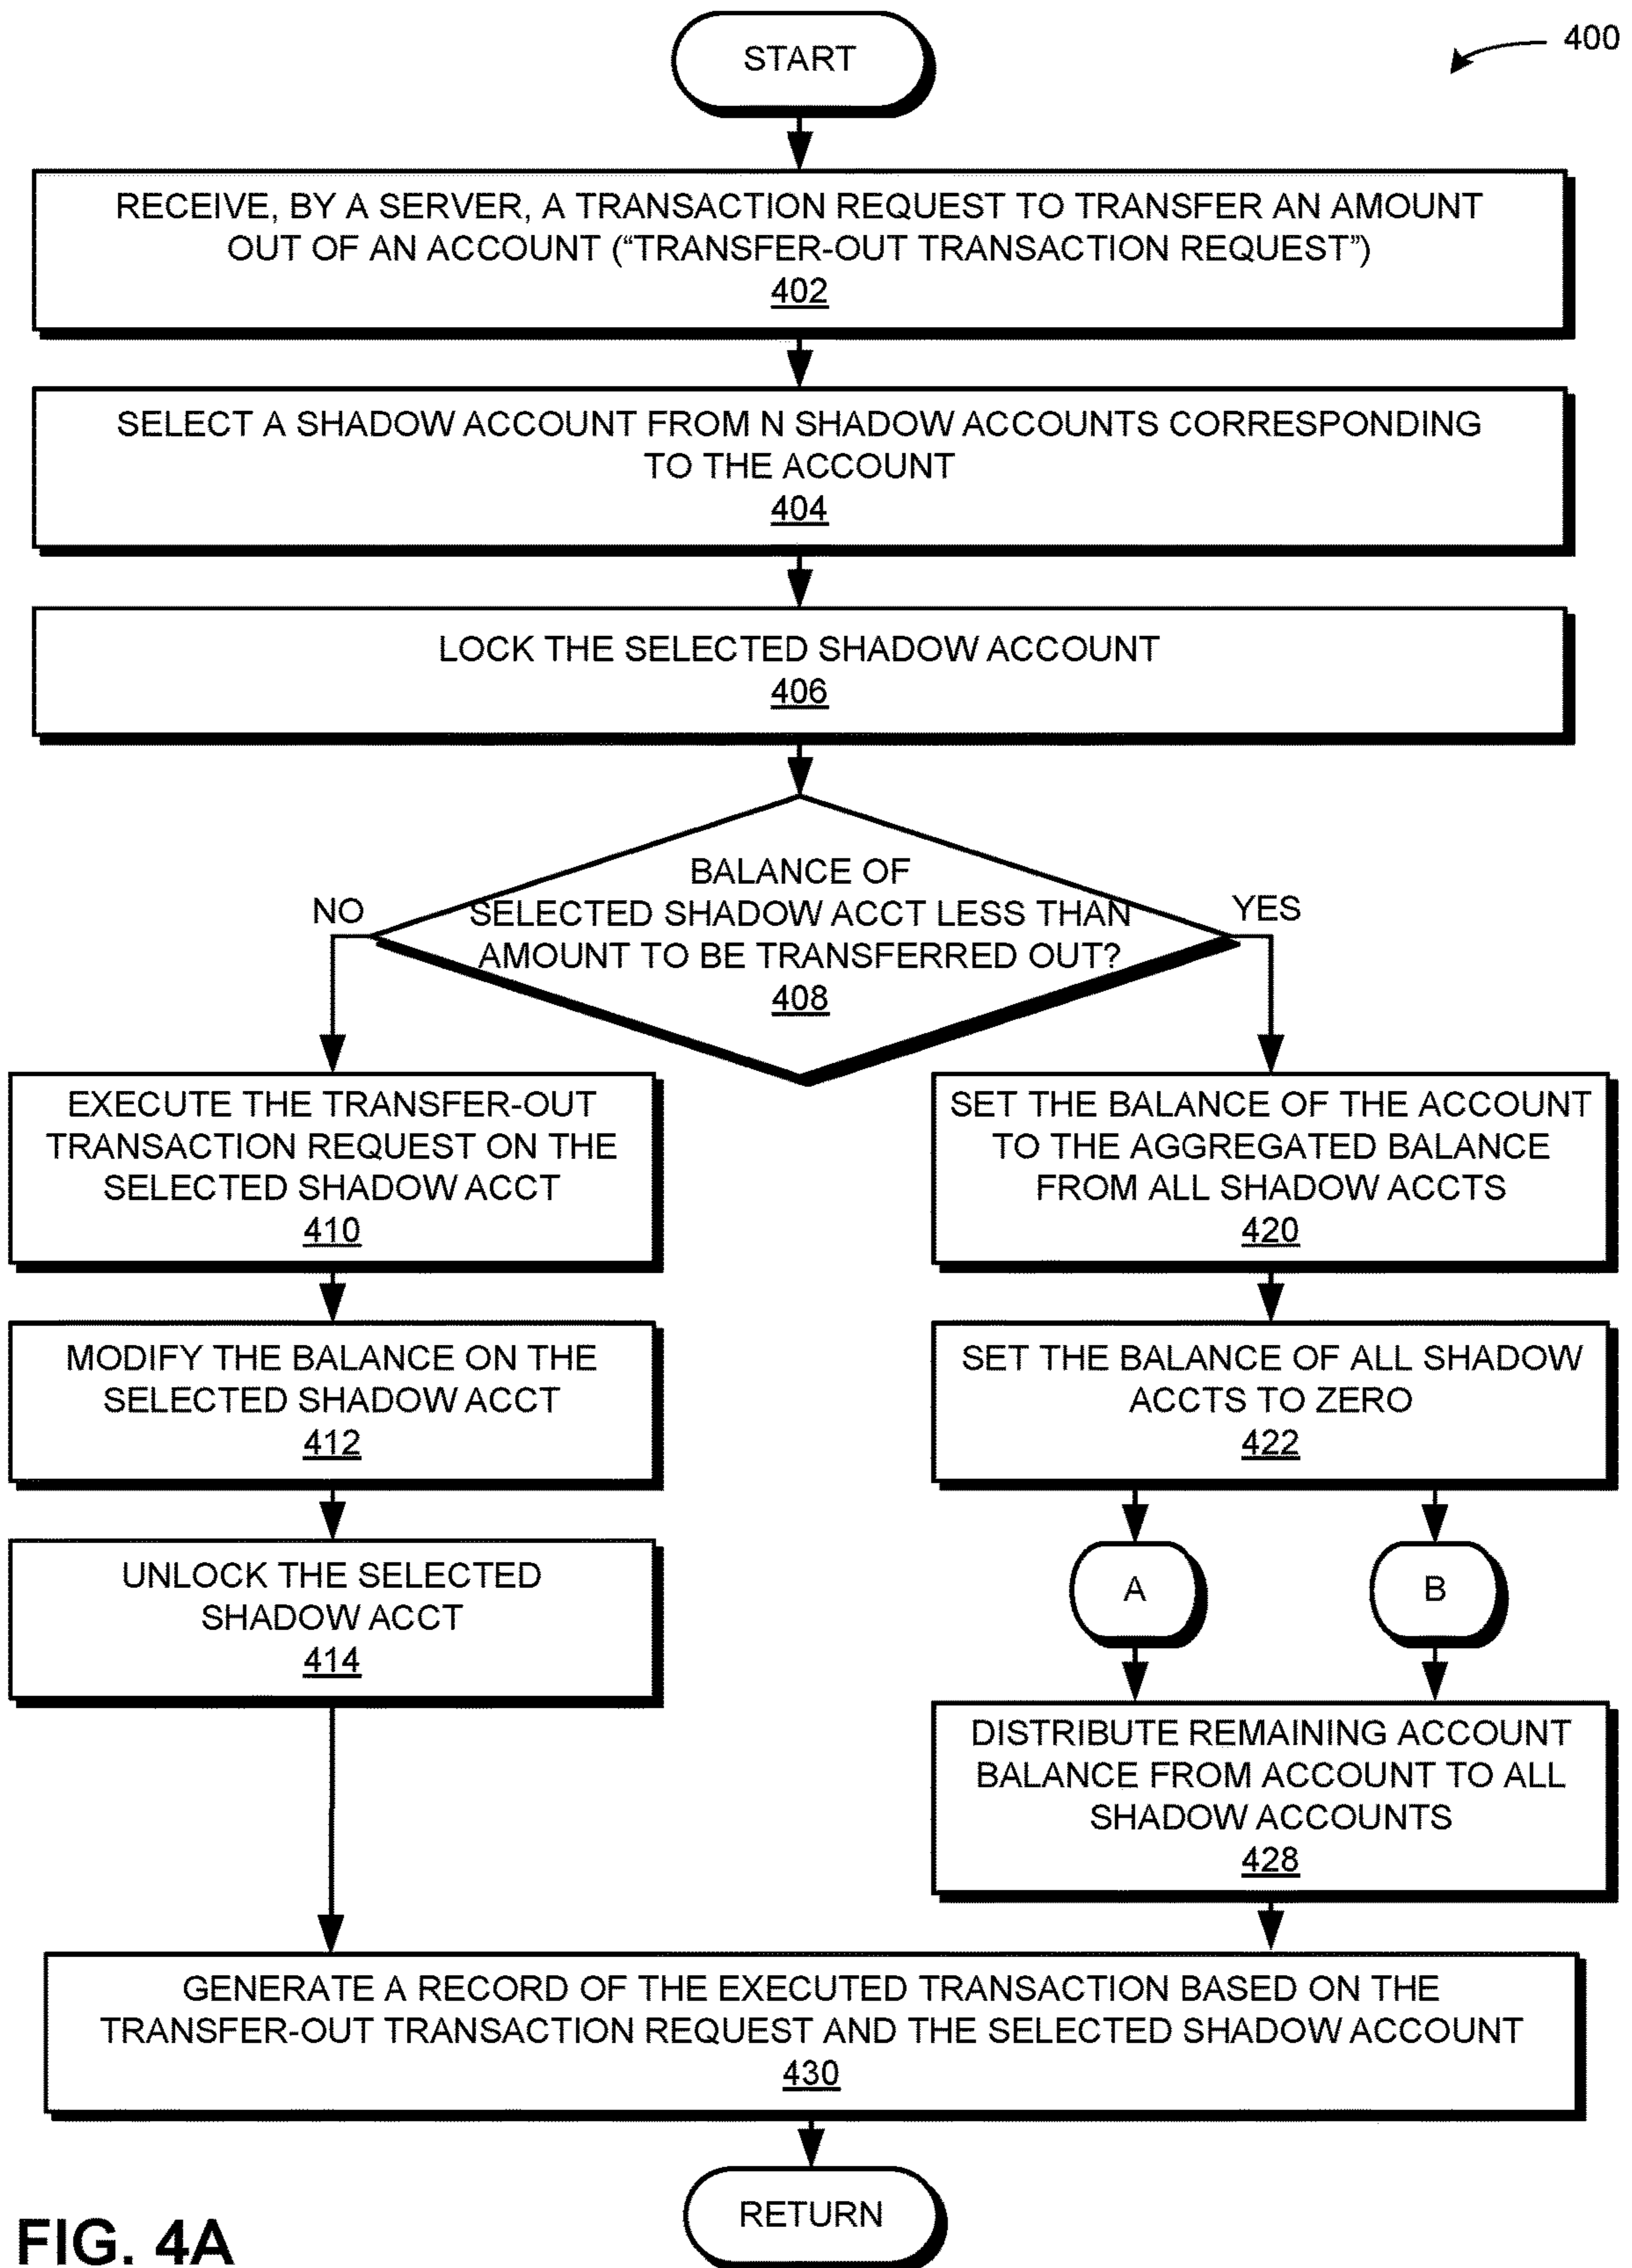 START
400
RECEIVE, BY A SERVER, A TRANSACTION REQUEST TO TRANSFER AN AMOUNT
OUT OF AN ACCOUNT (“TRANSFER-OUT TRANSACTION REQUEST”)
402
SELECT A SHADOW ACCOUNT FROM N SHADOW ACCOUNTS CORRESPONDING
TO THE ACCOUNT
404
LOCK THE SELECTED SHADOW ACCOUNT
406
BALANCE OF
SELECTED SHADOW ACCT LESS THAN
AMOUNT TO BE TRANSFERRED OUT?
408
NO
YES
EXECUTE THE TRANSFER-OUT
TRANSACTION REQUEST ON THE
SELECTED SHADOW ACCT
410
MODIFY THE BALANCE ON THE
SELECTED SHADOW ACCT
412
UNLOCK THE SELECTED
SHADOW ACCT
414
SET THE BALANCE OF THE ACCOUNT
TO THE AGGREGATED BALANCE
FROM ALL SHADOW ACCTS
420
SET THE BALANCE OF ALL SHADOW
ACCTS TO ZERO
422
A
B
DISTRIBUTE REMAINING ACCOUNT
BALANCE FROM ACCOUNT TO ALL
SHADOW ACCOUNTS
428
GENERATE A RECORD OF THE EXECUTED TRANSACTION BASED ON THE
TRANSFER-OUT TRANSACTION REQUEST AND THE SELECTED SHADOW ACCOUNT
430
RETURN
FIG. 4A